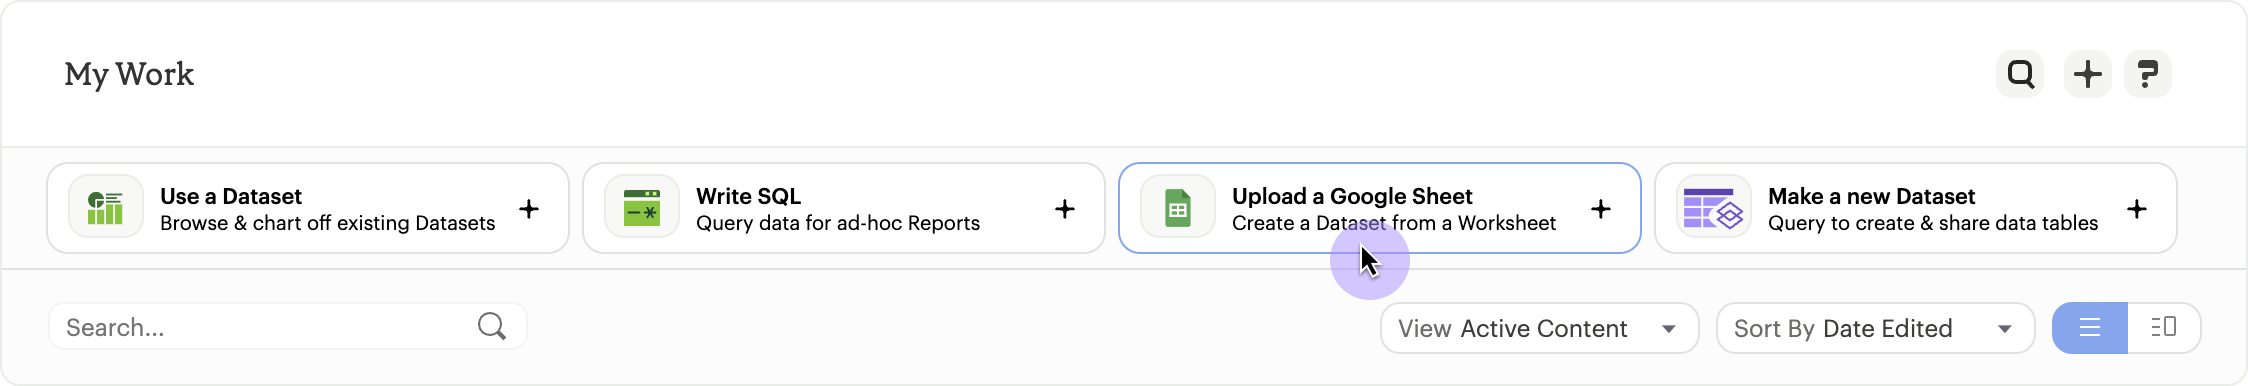 My Work
Use a Dataset
Browse & chart off existing Datasets
Write SQL
Query data for ad-hoc Reports
Upload a Google Sheet
Create a Dataset from a Worksheet
Make a new Dataset
Query to create & share data tables
Search...
View Active Content
Sort By Date Edited